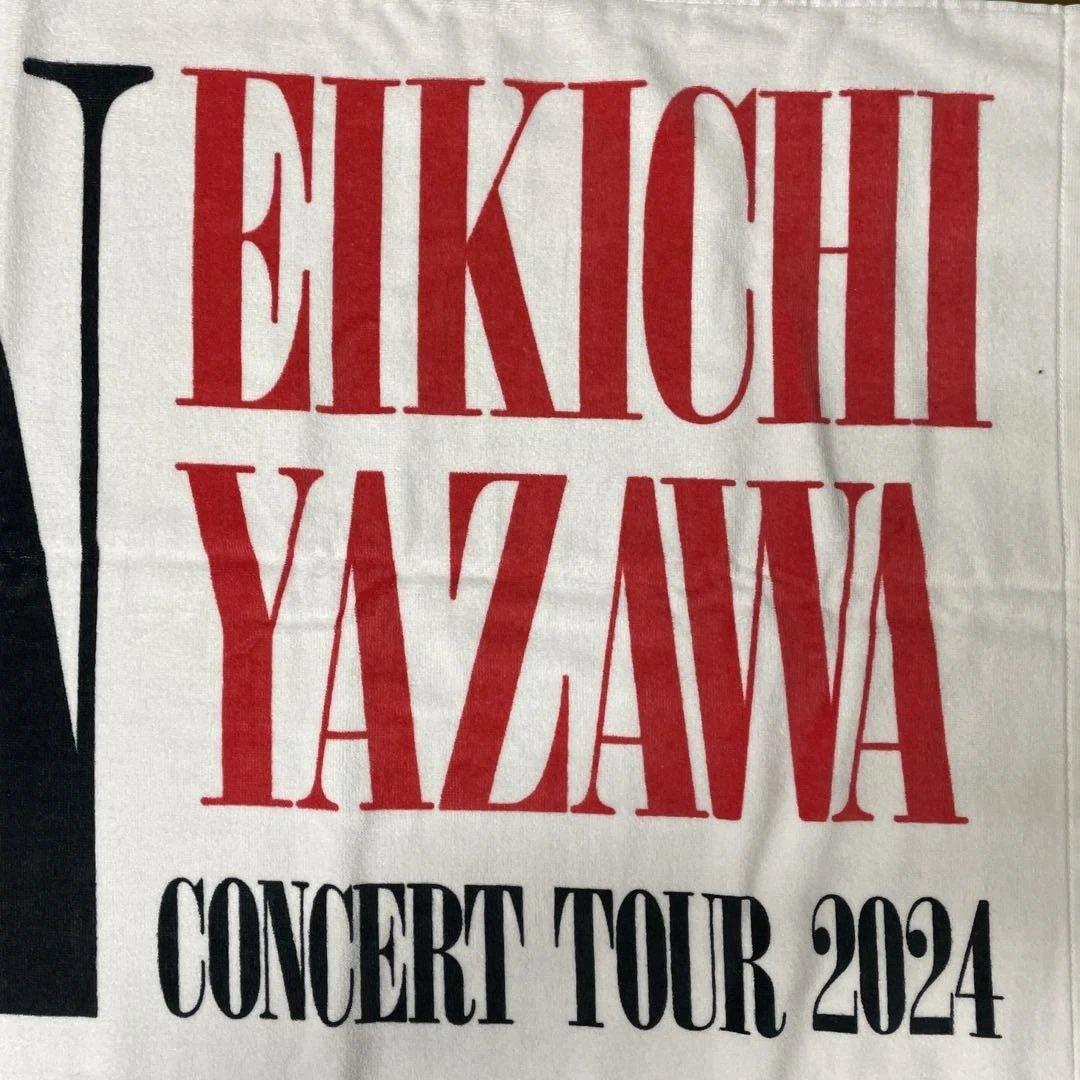 N
EIKICHI
YAZAWA
CONCERT TOUR 2024